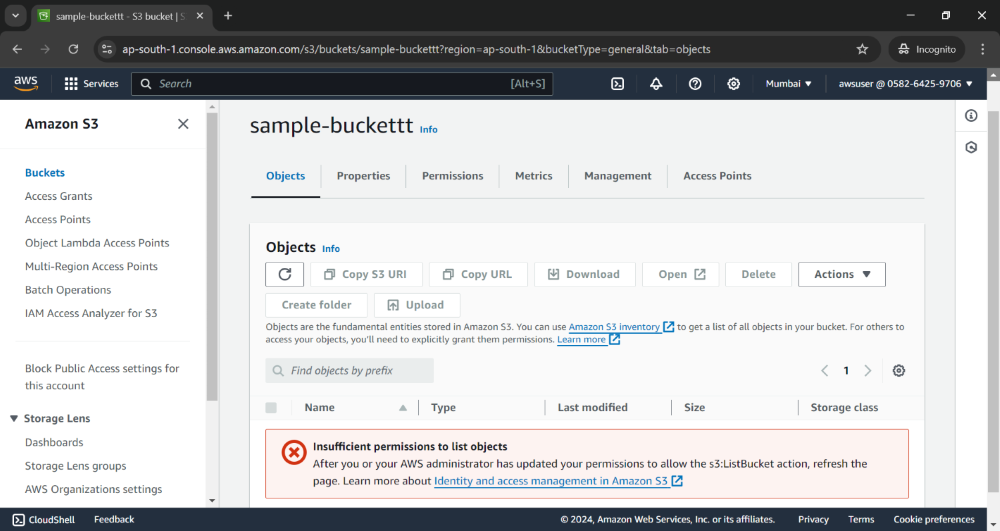 sample-buckettt - S3 bucket | S
ap-south-1.console.aws.amazon.com/s3/buckets/sample-buckettt?region=ap-south-1&bucketType=general&tab=objects
Incognito
aws
Services
Search
[Alt+S]
Mumbai
awsuser @ 0582-6425-9706
Amazon S3
Buckets
Access Grants
Access Points
Object Lambda Access Points
Multi-Region Access Points
Batch Operations
IAM Access Analyzer for S3
Block Public Access settings for
this account
Storage Lens
Dashboards
Storage Lens groups
AWS Organizations settings
sample-buckettt Info
Objects
Properties
Permissions
Metrics
Management
Access Points
Objects Info
Copy S3 URI
Copy URL
Download
Open
Delete
Actions
Create folder
Upload
Objects are the fundamental entities stored in Amazon S3. You can use Amazon S3 inventory to get a list of all objects in your bucket. For others to
access your objects, you'll need to explicitly grant them permissions. Learn more
Find objects by prefix
1
Name
Type
Last modified
Size
Storage class
Insufficient permissions to list objects
After you or your AWS administrator has updated your permissions to allow the s3:ListBucket action, refresh the
page. Learn more about Identity and access management in Amazon S3
CloudShell
Feedback
© 2024, Amazon Web Services, Inc. or its affiliates.
Privacy
Terms
Cookie preferences